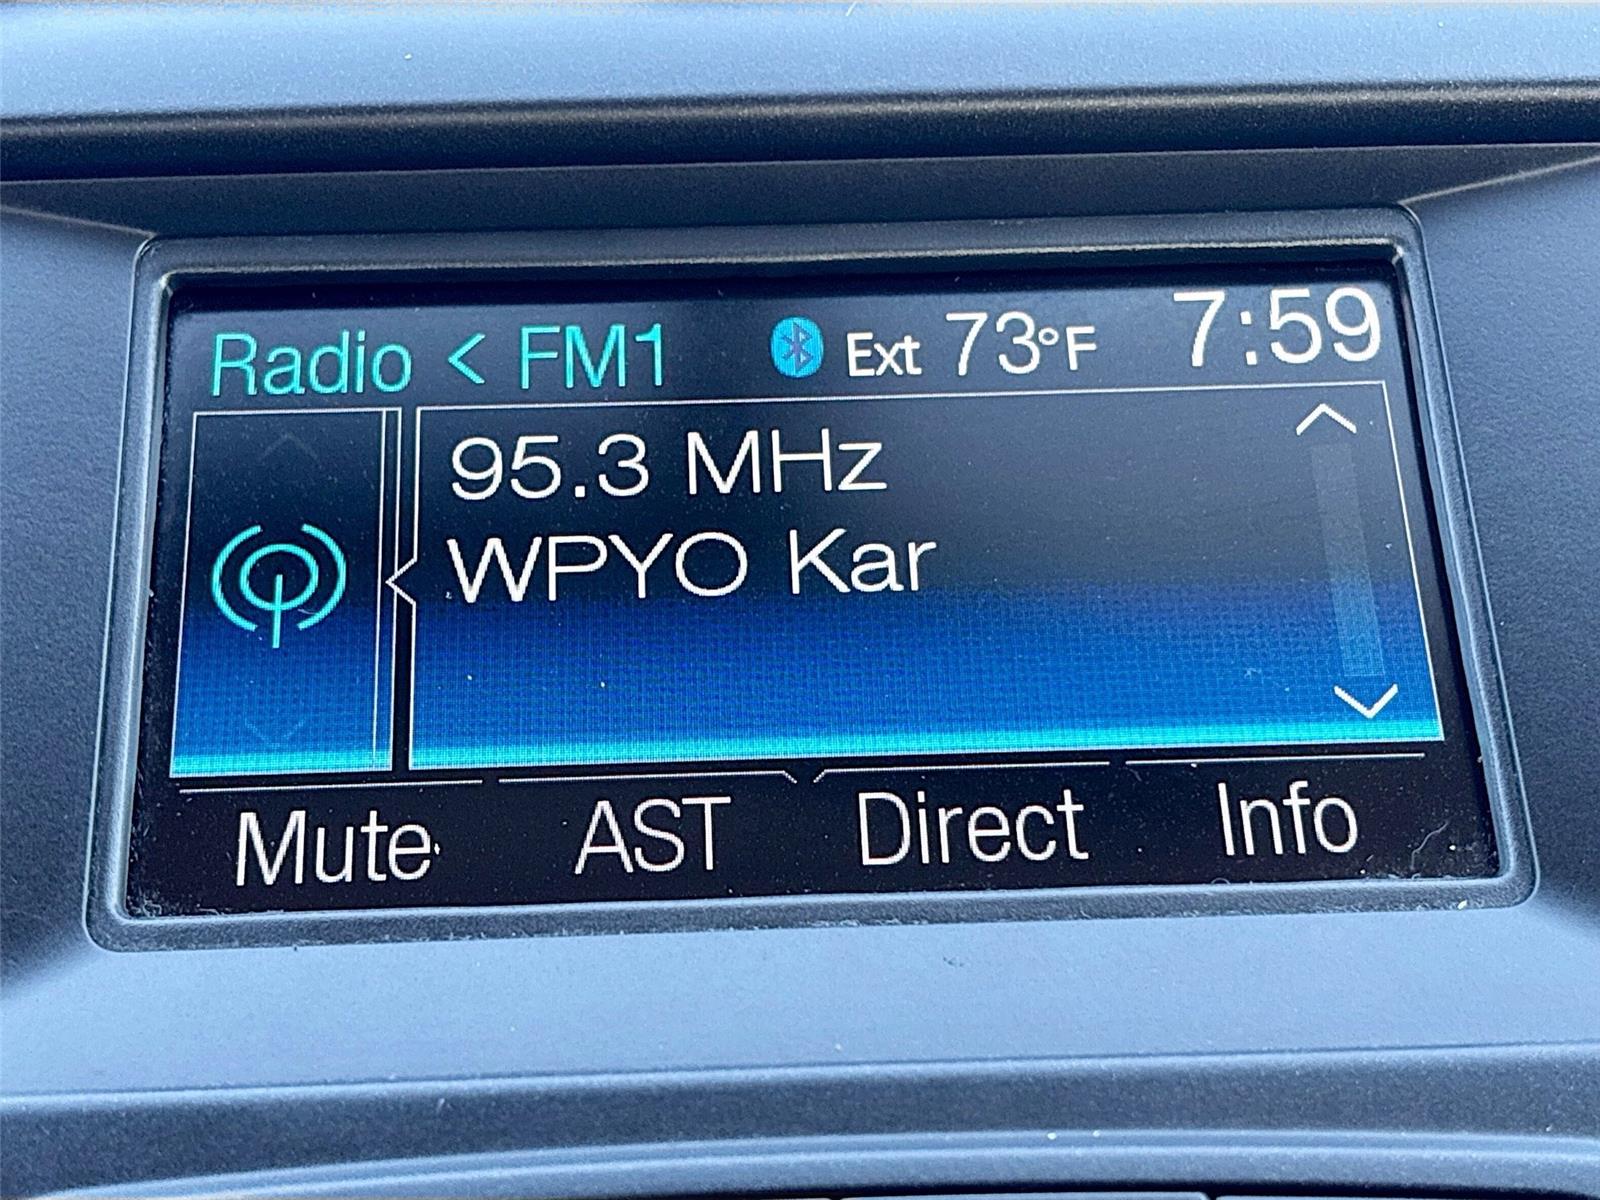 Radio < FM1 Ext 73°F 7:59
95.3 MHz
WPYO Kar
Mute AST Direct Info